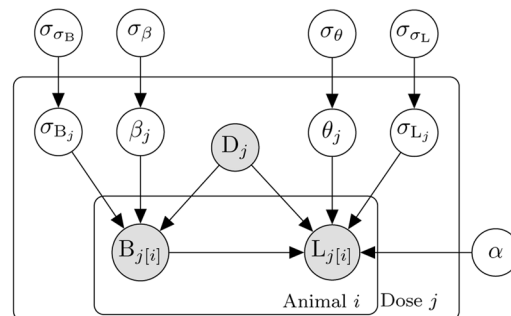 σ_{σ_B} σ_β σ_θ σ_{σ_L}
σ_{B_j} β_j D_j θ_j σ_{L_j}
B_{j[i]} L_{j[i]} α
Animal i Dose j